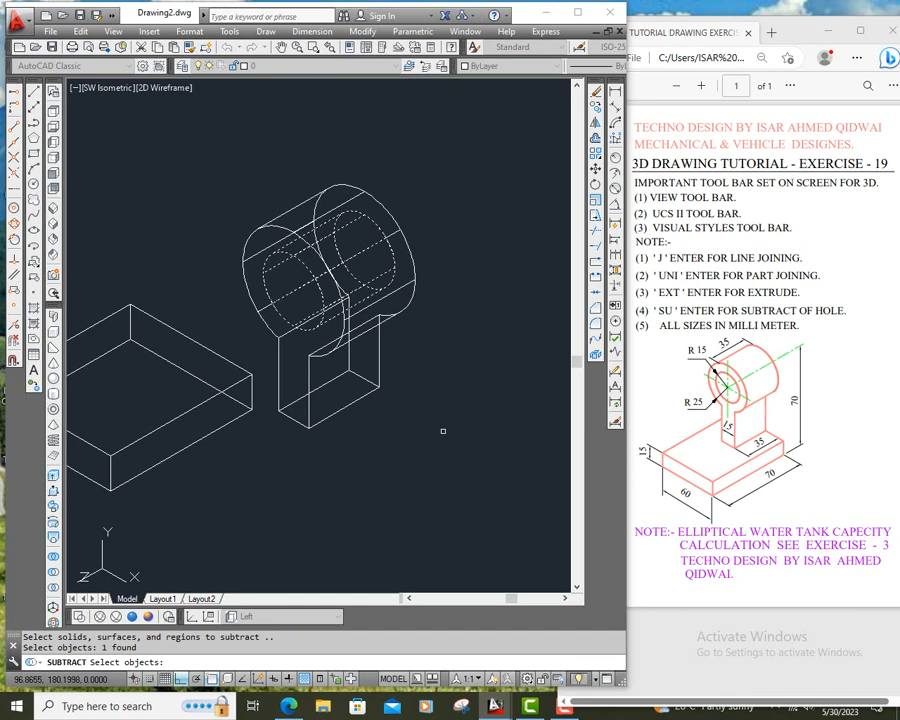 Drawing2.dwg
Type a keyword or phrase
Sign In
File Edit View Insert Format Tools Draw Dimension Modify Parametric Window Help Express
Standard
ISO-25
AutoCAD Classic
0
ByLayer
[−][SW Isometric][2D Wireframe]
Y
Z
X
Model Layout1 Layout2
Left
Select solids, surfaces, and regions to subtract ..
Select objects: 1 found
SUBTRACT Select objects:
96.8655, 180.1998, 0.0000
MODEL
1:1
TUTORIAL DRAWING EXERCIS
File
C:/Users/ISAR%20...
1
of 1
TECHNO DESIGN BY ISAR AHMED QIDWAI
MECHANICAL & VEHICLE DESIGNES.
3D DRAWING TUTORIAL - EXERCISE - 19
IMPORTANT TOOL BAR SET ON SCREEN FOR 3D.
(1) VIEW TOOL BAR.
(2) UCS II TOOL BAR.
(3) VISUAL STYLES TOOL BAR.
NOTE:-
(1) ' J ' ENTER FOR LINE JOINING.
(2) ' UNI ' ENTER FOR PART JOINING.
(3) ' EXT ' ENTER FOR EXTRUDE.
(4) ' SU ' ENTER FOR SUBTRACT OF HOLE.
(5) ALL SIZES IN MILLI METER.
35
R 15
R 25
70
15
35
15
60
70
NOTE:- ELLIPTICAL WATER TANK CAPECITY
CALCULATION SEE EXERCISE - 3
TECHNO DESIGN BY ISAR AHMED
QIDWAI.
Activate Windows
Go to Settings to activate Windows.
Type here to search
5/30/2023